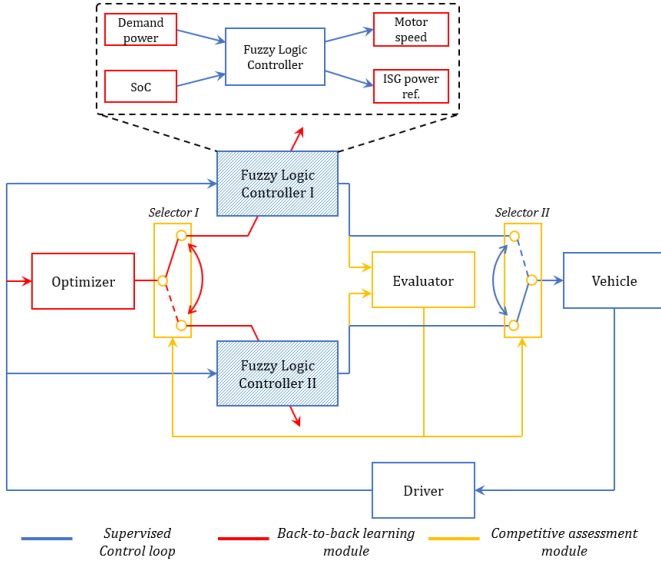 Demand
power
SoC
Fuzzy Logic
Controller
Motor
speed
ISG power
ref.
Fuzzy Logic
Controller I
Selector I
Selector II
Optimizer
Evaluator
Vehicle
Fuzzy Logic
Controller II
Driver
Supervised
Control loop
Back-to-back learning
module
Competitive assessment
module